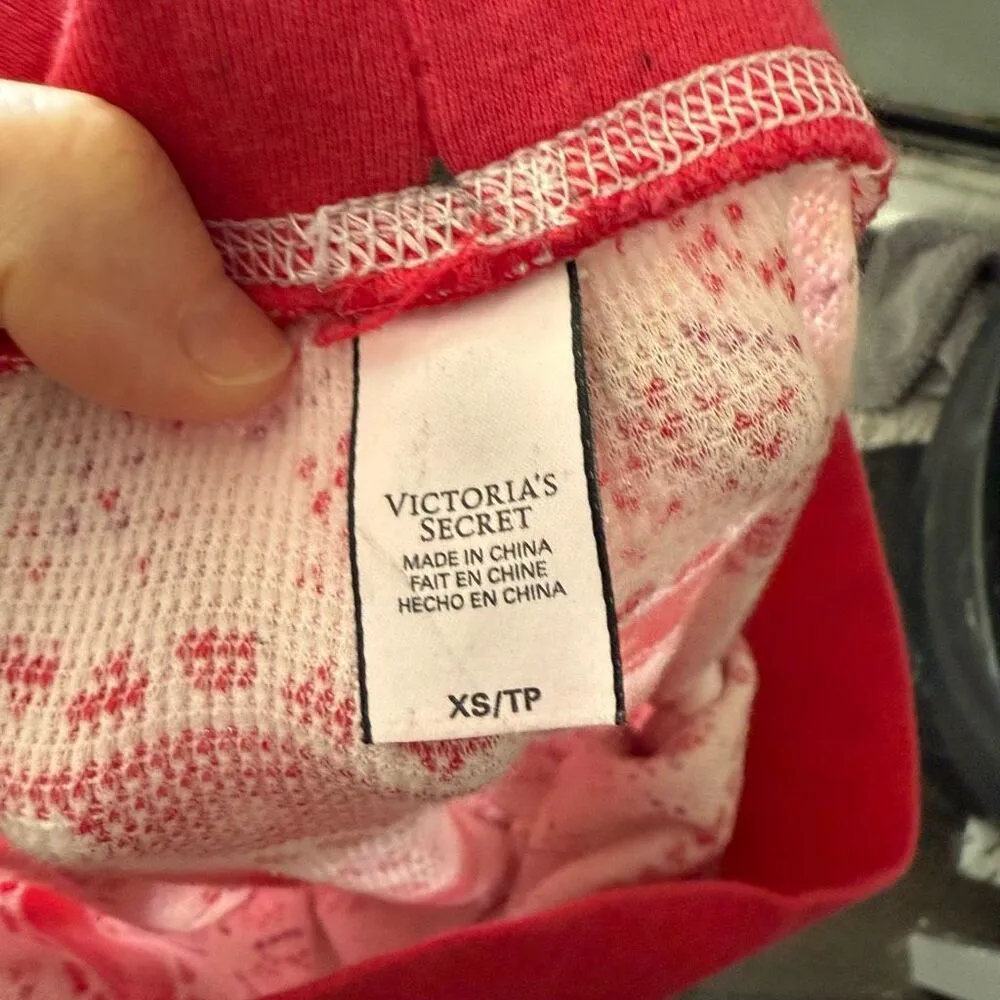 VICTORIA'S
SECRET
MADE IN CHINA
FAIT EN CHINE
HECHO EN CHINA
XS/TP